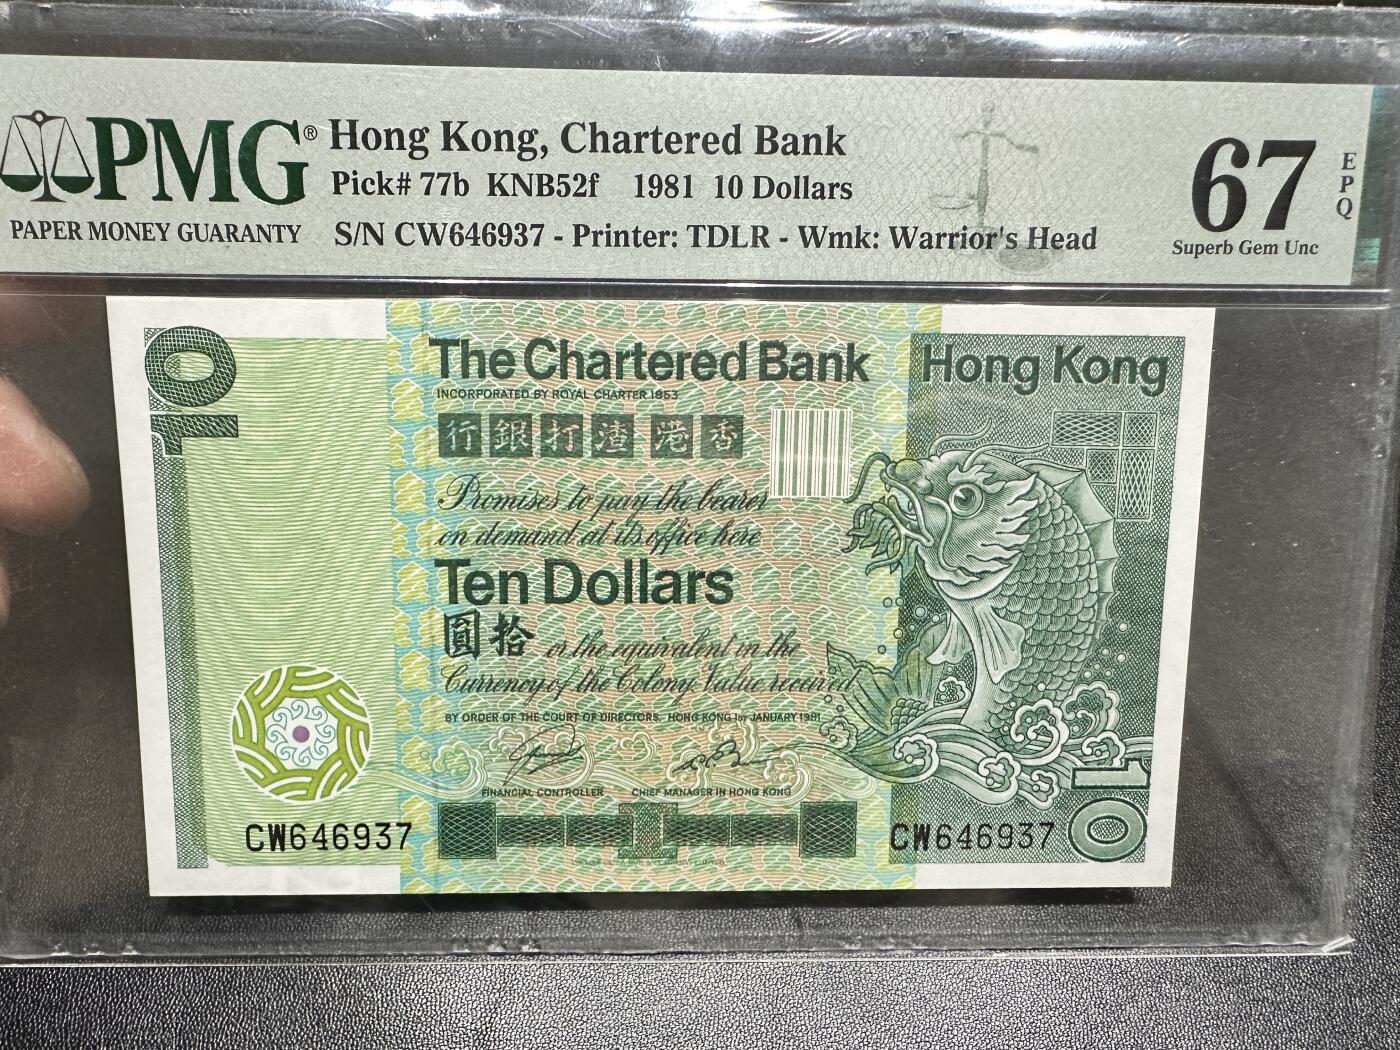 PMG®
PAPER MONEY GUARANTY
Hong Kong, Chartered Bank
Pick# 77b KNB52f 1981 10 Dollars
S/N CW646937 - Printer: TDLR - Wmk: Warrior's Head
67
EPQ
Superb Gem Unc
10
The Chartered Bank
Hong Kong
INCORPORATED BY ROYAL CHARTER 1853
行銀打渣港香
Promises to pay the bearer
on demand at its office here
Ten Dollars
圓拾 or the equivalent in the
Currency of the Colony. Value received
BY ORDER OF THE COURT OF DIRECTORS, HONG KONG 1ST JANUARY 1981
FINANCIAL CONTROLLER
CHIEF MANAGER IN HONG KONG
CW646937
CW646937
10